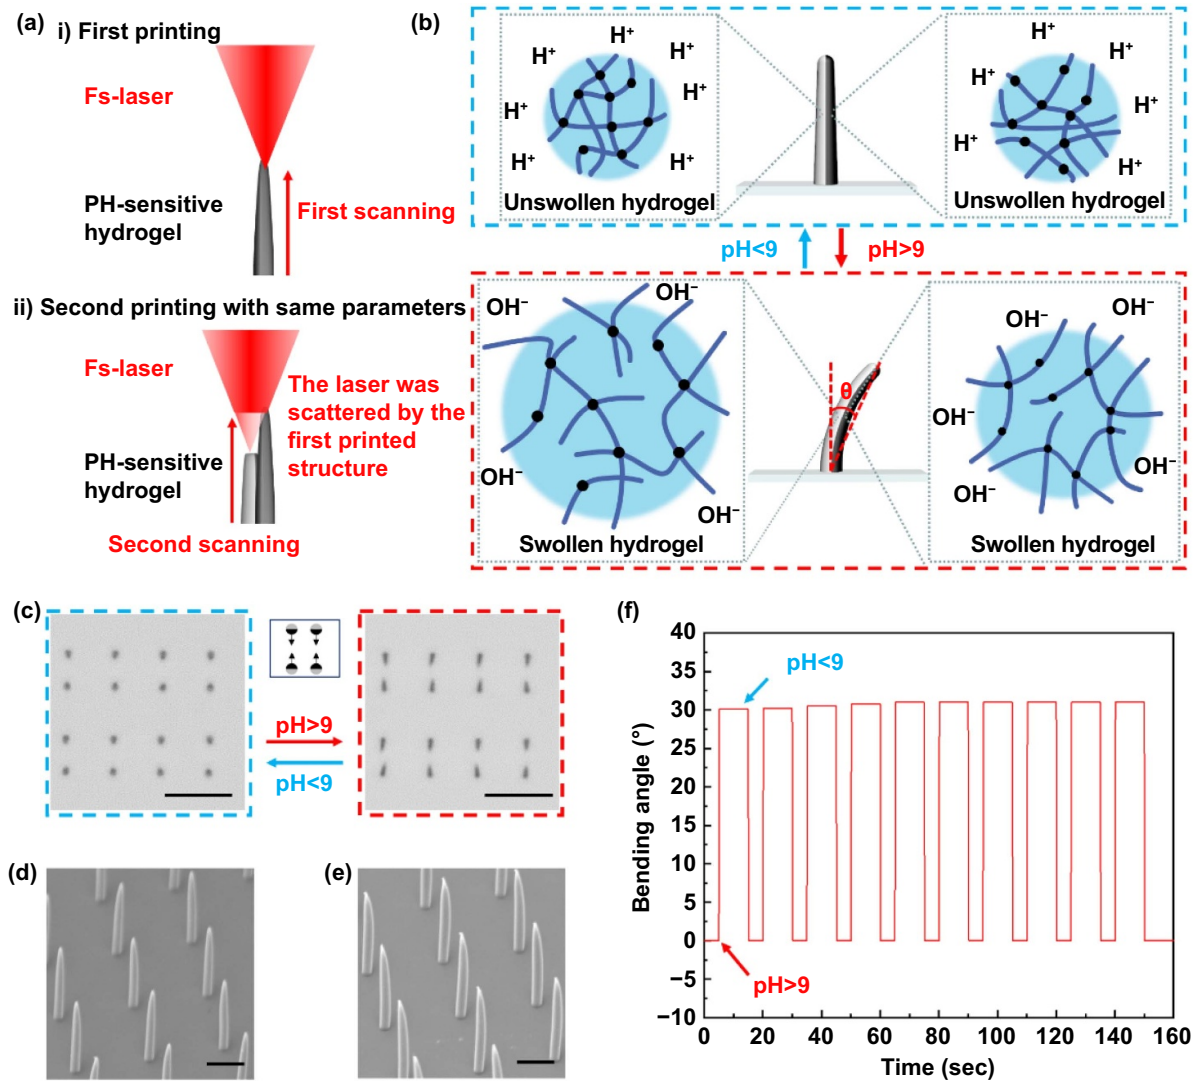 (a)
i) First printing
Fs-laser
PH-sensitive
hydrogel
First scanning
ii) Second printing with same parameters
Fs-laser
The laser was
scattered by the
first printed
structure
PH-sensitive
hydrogel
Second scanning
(b)
H⁺ H⁺ H⁺ H⁺ H⁺ H⁺ H⁺
Unswollen hydrogel
H⁺ H⁺ H⁺ H⁺ H⁺
Unswollen hydrogel
pH<9
pH>9
OH⁻ OH⁻ OH⁻ OH⁻
Swollen hydrogel
θ
OH⁻ OH⁻ OH⁻ OH⁻ OH⁻
Swollen hydrogel
(c)
pH>9
pH<9
(d)
(e)
(f)
40
35
30
25
20
15
10
5
0
−5
−10
Bending angle (°)
pH<9
pH>9
0 20 40 60 80 100 120 140 160
Time (sec)